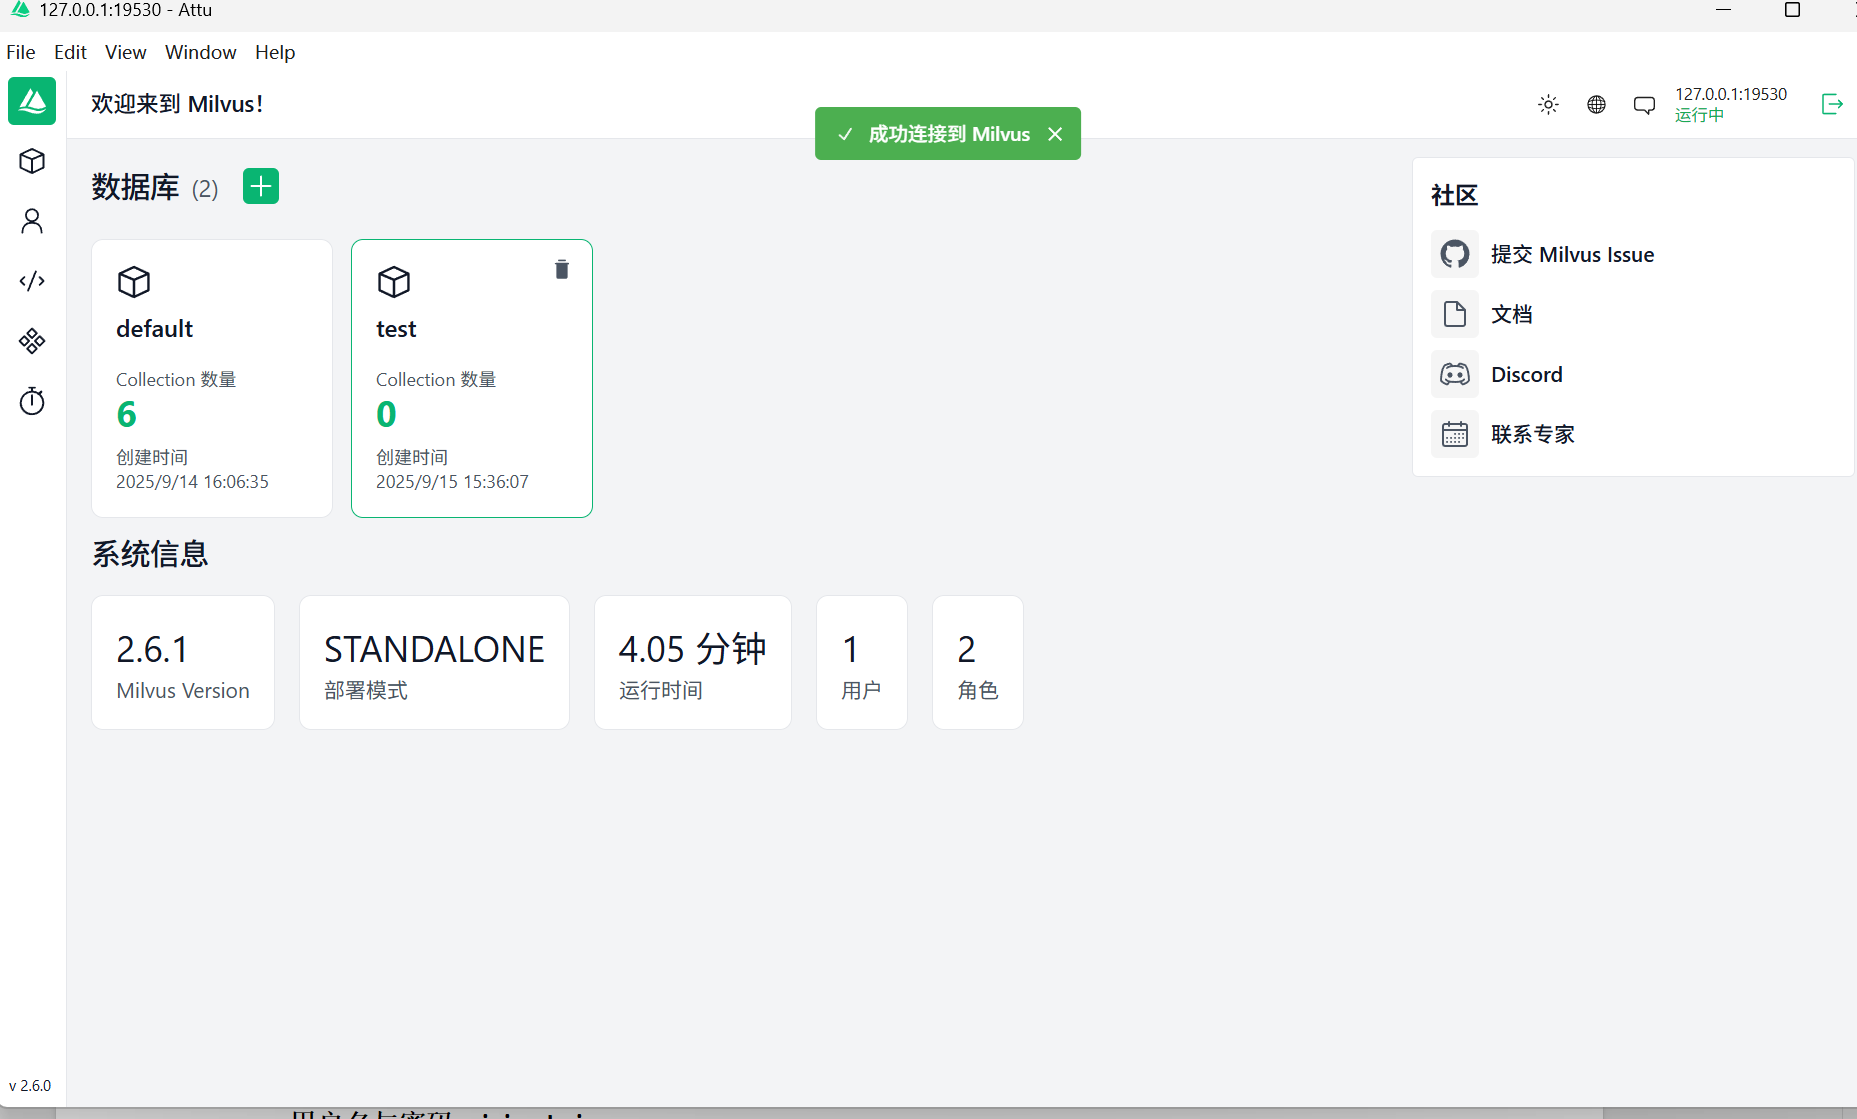 127.0.0.1:19530 - Attu
File Edit View Window Help
欢迎来到 Milvus!
成功连接到 Milvus
127.0.0.1:19530
运行中
数据库 (2)
default
Collection 数量
6
创建时间
2025/9/14 16:06:35
test
Collection 数量
0
创建时间
2025/9/15 15:36:07
社区
提交 Milvus Issue
文档
Discord
联系专家
系统信息
2.6.1
Milvus Version
STANDALONE
部署模式
4.05 分钟
运行时间
1
用户
2
角色
v 2.6.0